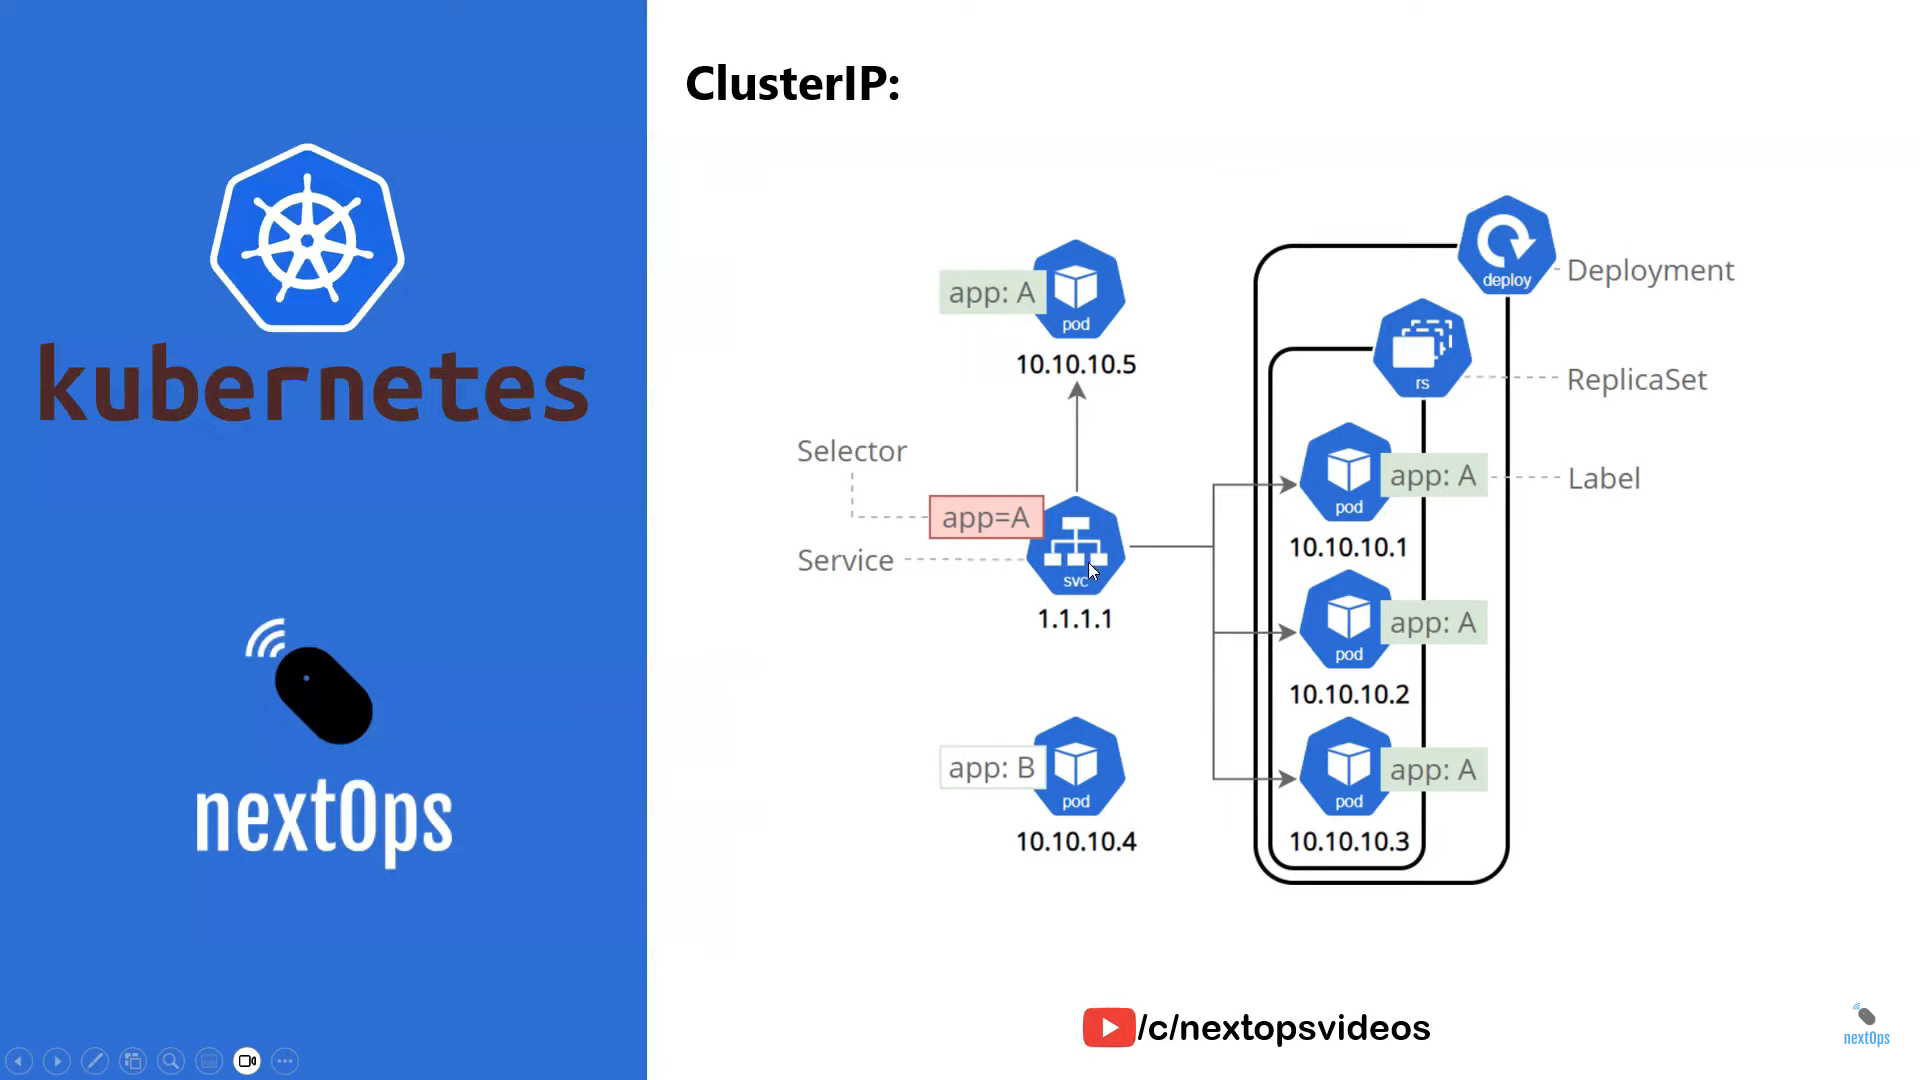 ClusterIP:
kubernetes
nextOps
deploy
Deployment
app: A
pod
10.10.10.5
rs
ReplicaSet
Selector
app=A
Service
svc
1.1.1.1
pod
app: A
Label
10.10.10.1
pod
app: A
10.10.10.2
app: B
pod
10.10.10.4
pod
app: A
10.10.10.3
/c/nextopsvideos
nextOps